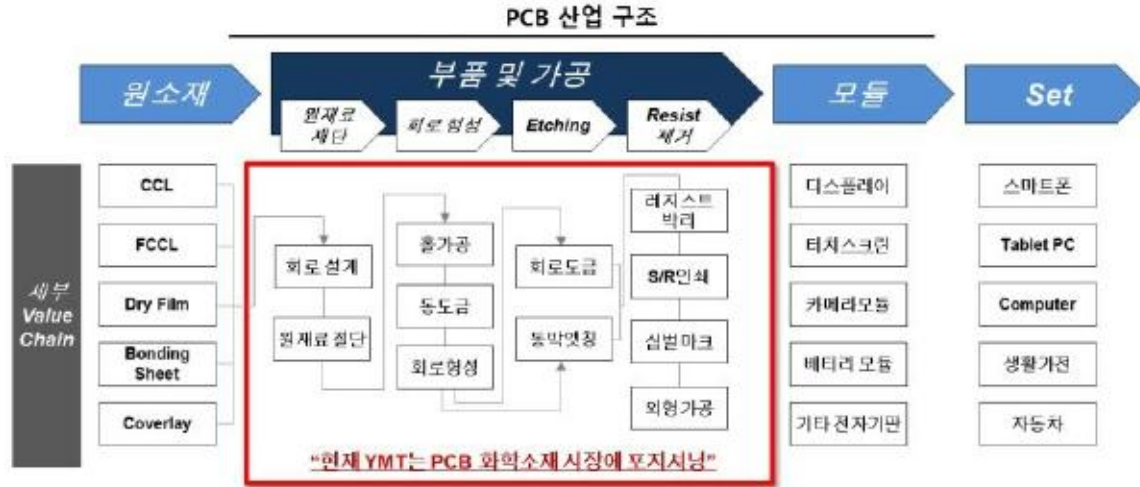 PCB 산업 구조
원소재
부품 및 가공
모듈
Set
원재료
재단
회로 형성
Etching
Resist
제거
세부
Value
Chain
CCL
FCCL
Dry Film
Bonding
Sheet
Coverlay
회로 설계
원재료 절단
홀가공
동도금
회로형성
회로도금
동박엣칭
레지스트
박리
S/R인쇄
심벌 마크
외형가공
디스플레이
터치스크린
카메라모듈
배터리 모듈
기타 전자기판
스마트폰
Tablet PC
Computer
생활가전
자동차
“현재 YMT는 PCB 화학소재 시장에 포지셔닝”